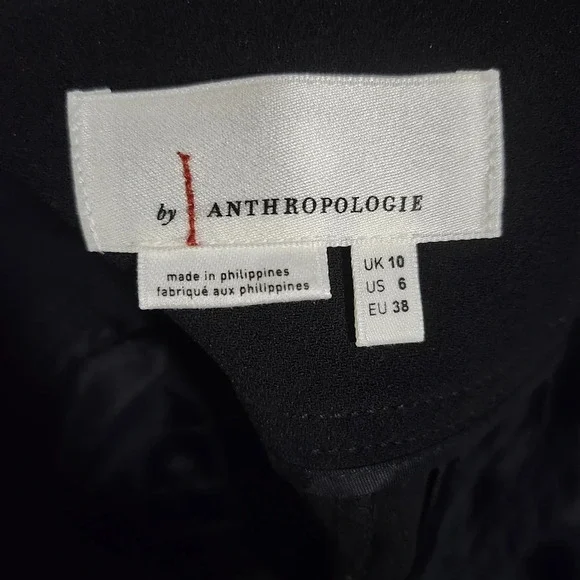 by ANTHROPOLOGIE
made in philippines
fabriqué aux philippines
UK 10
US 6
EU 38